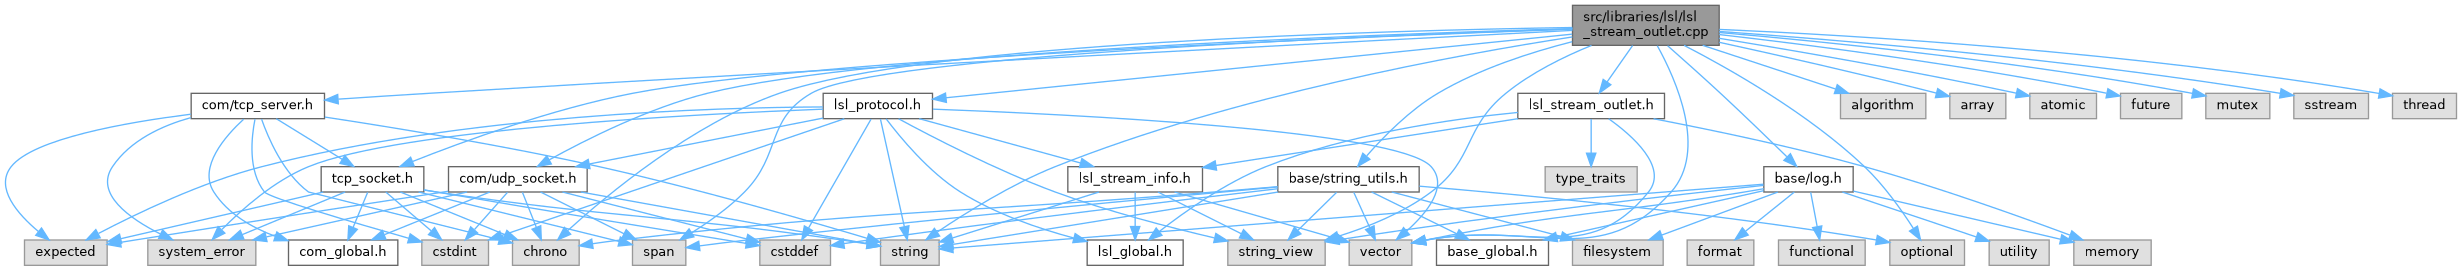 src/libraries/lsl/lsl
_stream_outlet.cpp
com/tcp_server.h
lsl_protocol.h
lsl_stream_outlet.h
algorithm
array
atomic
future
mutex
sstream
thread
tcp_socket.h
com/udp_socket.h
lsl_stream_info.h
base/string_utils.h
type_traits
base/log.h
expected
system_error
com_global.h
cstdint
chrono
span
cstddef
string
lsl_global.h
string_view
vector
base_global.h
filesystem
format
functional
optional
utility
memory